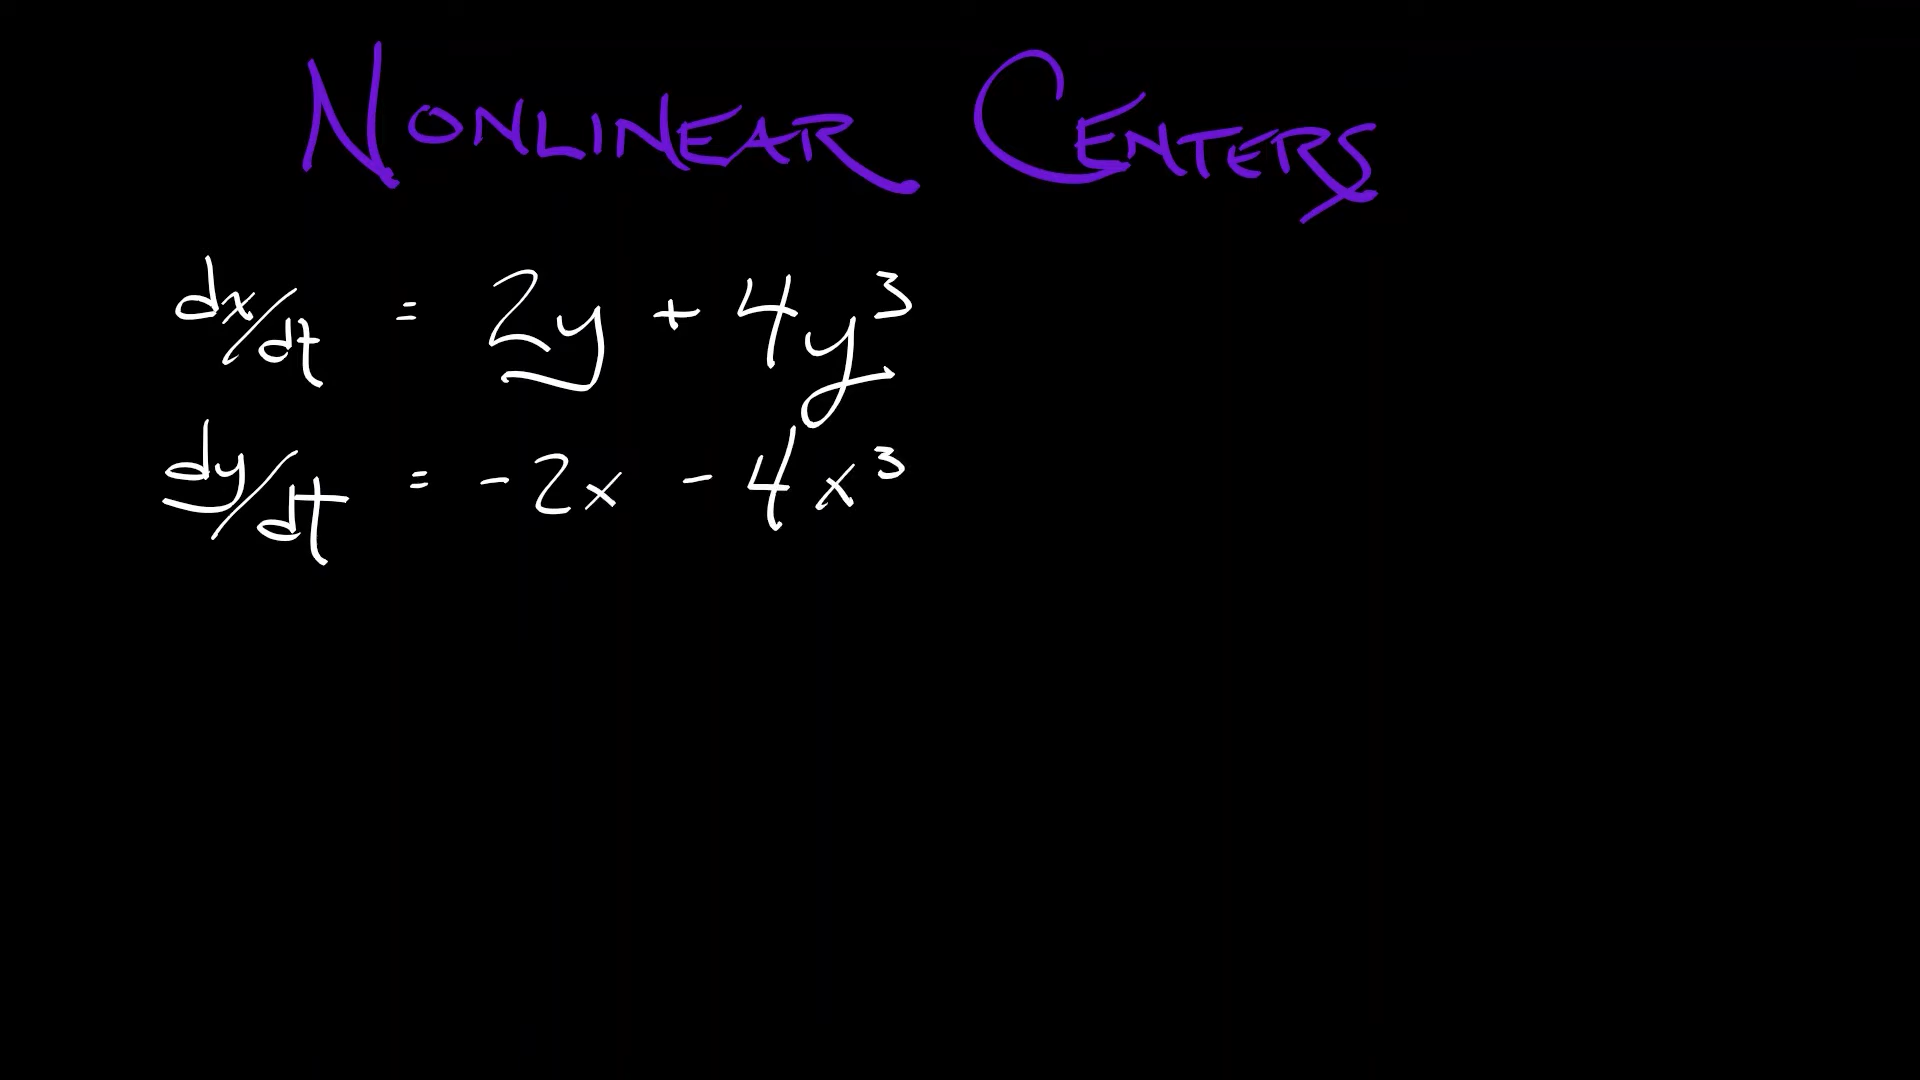 NONLINEAR CENTERS
dx/dt = 2y + 4y³
dy/dt = -2x - 4x³